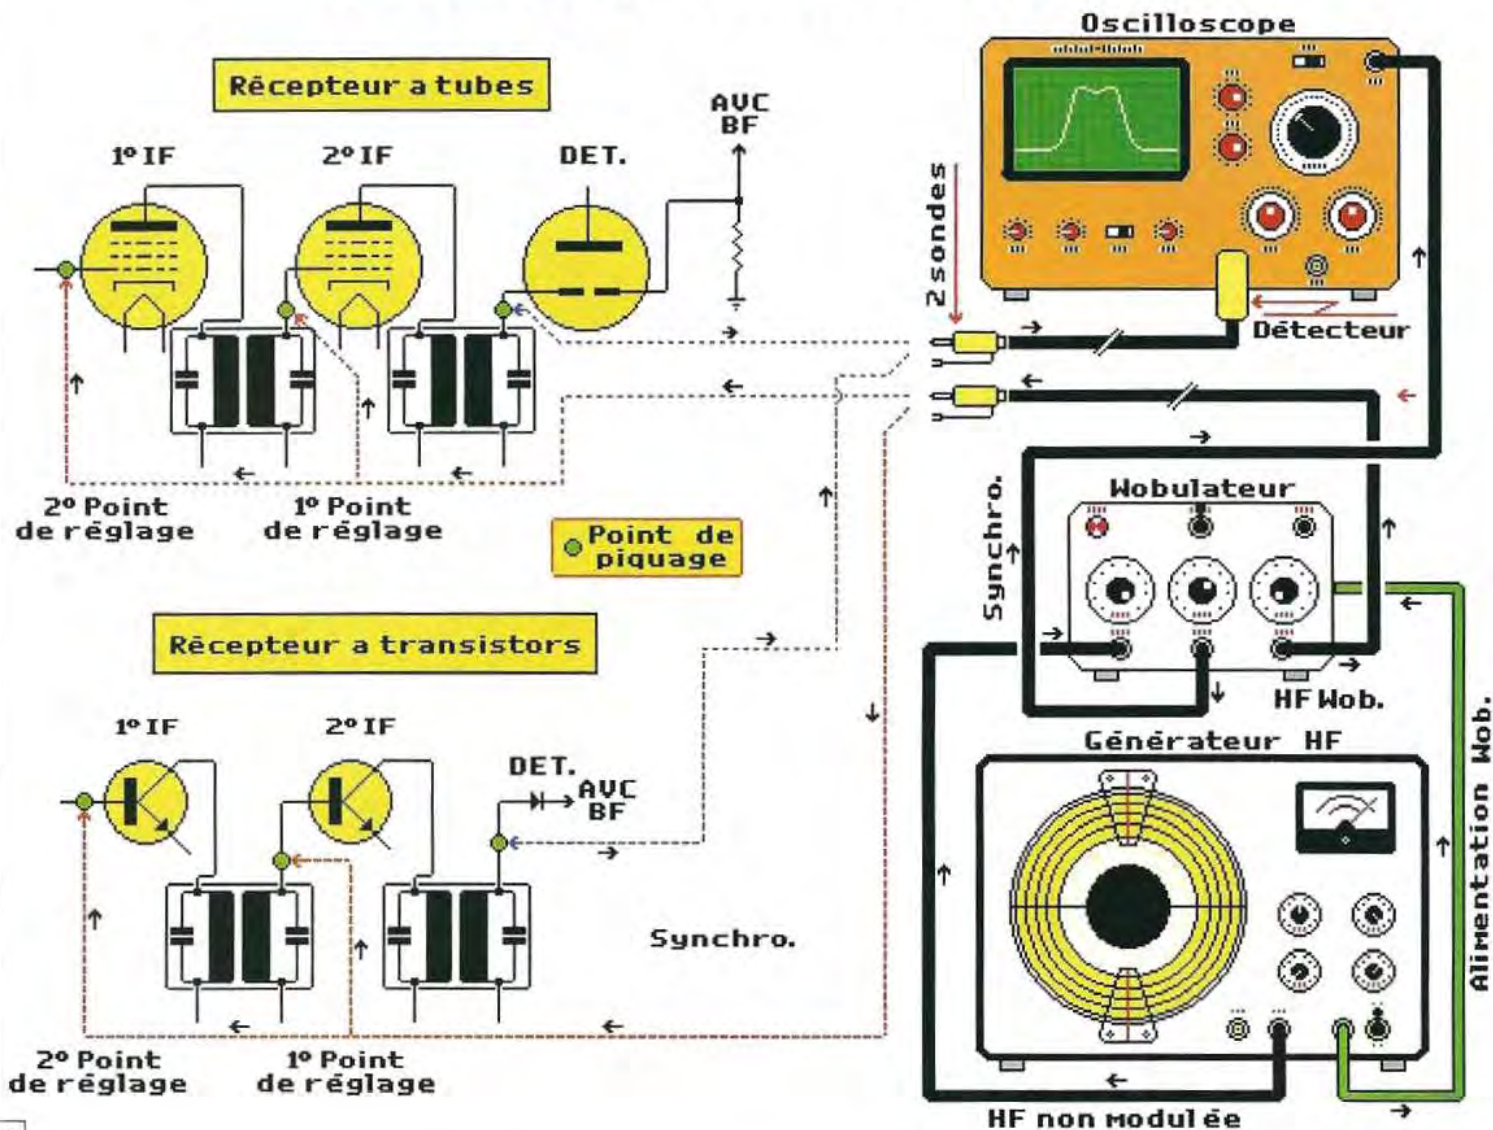 Oscilloscope
Récepteur a tubes
AVC
BF
1º IF
2º IF
DET.
2 sondes
Détecteur
2º Point
de réglage
1º Point
de réglage
Point de
piquage
Synchro.
Wobulateur
HF Wob.
Récepteur a transistors
1º IF
2º IF
DET.
AVC
BF
Synchro.
Générateur HF
Alimentation Wob.
2º Point
de réglage
1º Point
de réglage
HF non modulée